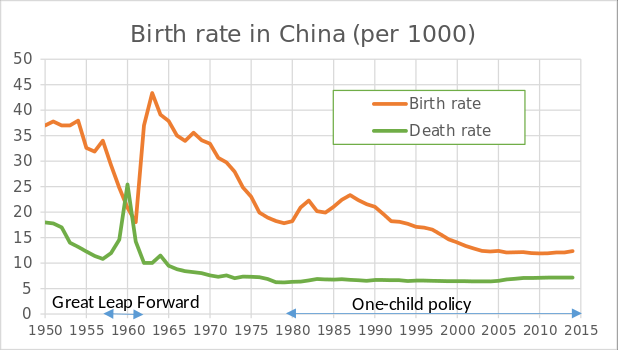 Birth rate in China (per 1000)
50
45
40
35
30
25
20
15
10
5
0
Birth rate
Death rate
Great Leap Forward
One-child policy
1950 1955 1960 1965 1970 1975 1980 1985 1990 1995 2000 2005 2010 2015